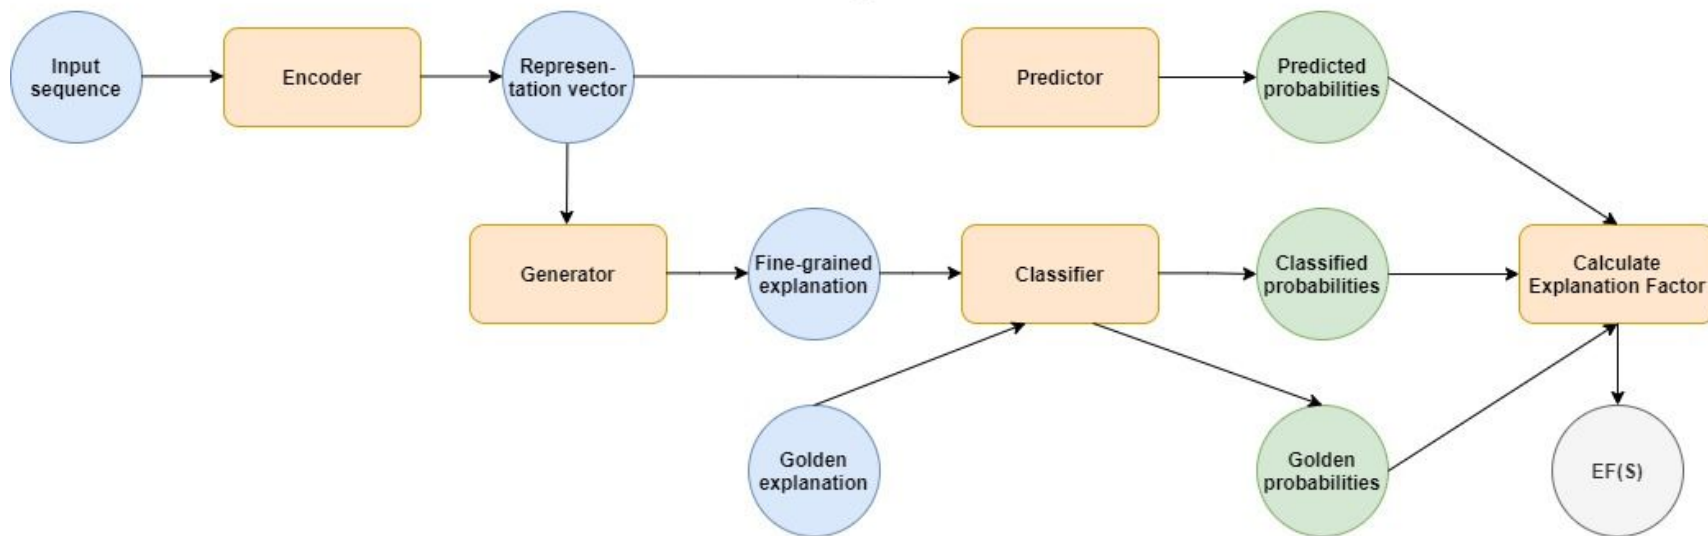 Input
sequence
Encoder
Represen-
tation vector
Predictor
Predicted
probabilities
Generator
Fine-grained
explanation
Classifier
Classified
probabilities
Calculate
Explanation Factor
Golden
explanation
Golden
probabilities
EF(S)